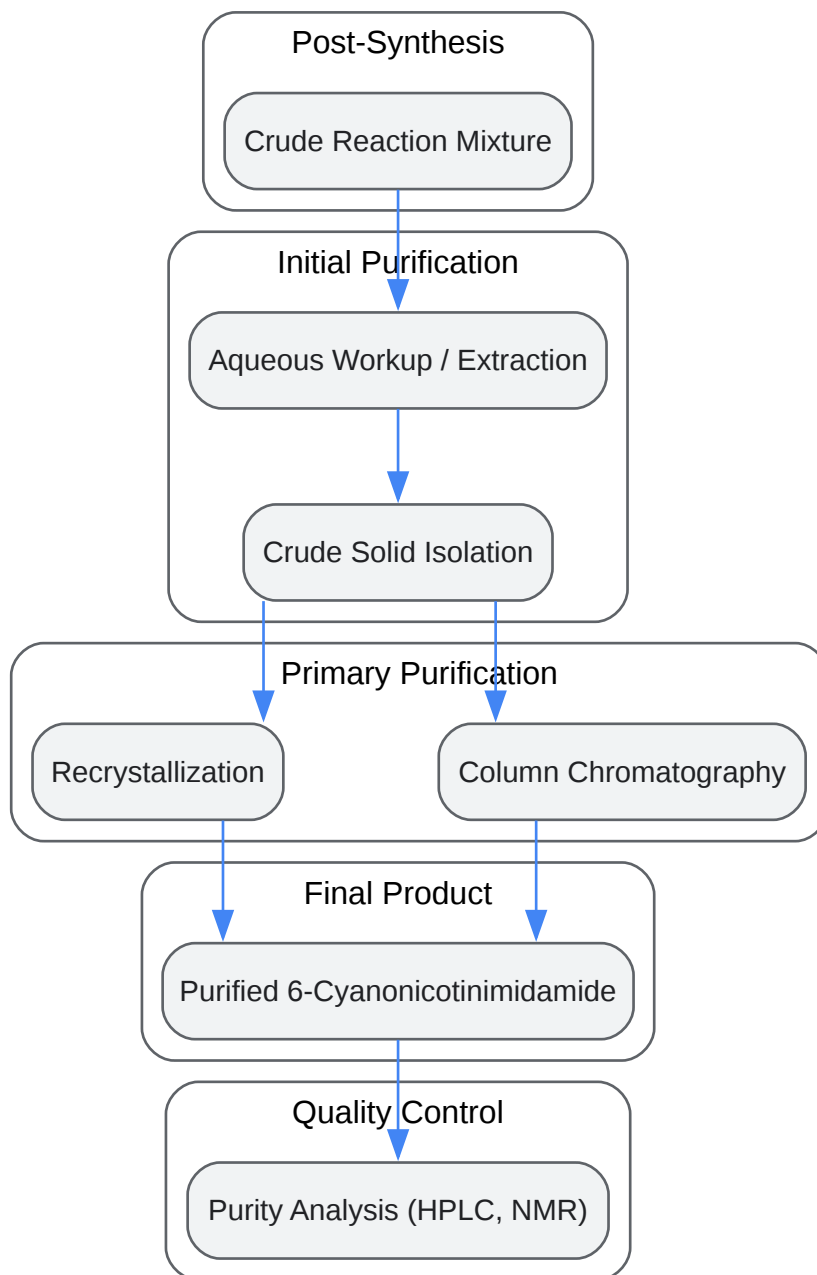 Post-Synthesis
Crude Reaction Mixture
Initial Purification
Aqueous Workup / Extraction
Crude Solid Isolation
Primary Purification
Recrystallization
Column Chromatography
Final Product
Purified 6-Cyanonicotinimidamide
Quality Control
Purity Analysis (HPLC, NMR)